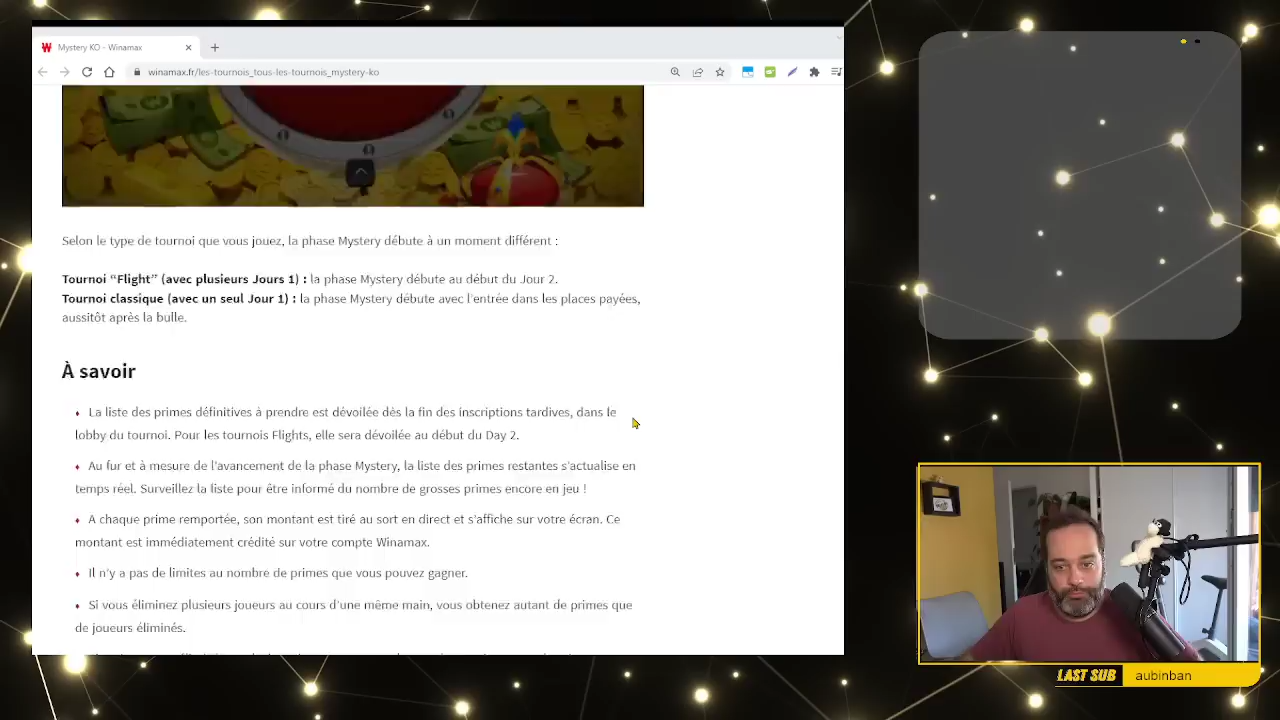 Mystery KO - Winamax
winamax.fr/les-tournois_tous-les-tournois_mystery-ko
Selon le type de tournoi que vous jouez, la phase Mystery débute à un moment différent :
Tournoi “Flight” (avec plusieurs Jours 1) : la phase Mystery débute au début du Jour 2.
Tournoi classique (avec un seul Jour 1) : la phase Mystery débute avec l'entrée dans les places payées,
aussitôt après la bulle.
À savoir
La liste des primes définitives à prendre est dévoilée dès la fin des inscriptions tardives, dans le
lobby du tournoi. Pour les tournois Flights, elle sera dévoilée au début du Day 2.
Au fur et à mesure de l'avancement de la phase Mystery, la liste des primes restantes s'actualise en
temps réel. Surveillez la liste pour être informé du nombre de grosses primes encore en jeu !
A chaque prime remportée, son montant est tiré au sort en direct et s'affiche sur votre écran. Ce
montant est immédiatement crédité sur votre compte Winamax.
Il n'y a pas de limites au nombre de primes que vous pouvez gagner.
Si vous éliminez plusieurs joueurs au cours d'une même main, vous obtenez autant de primes que
de joueurs éliminés.
LAST SUB aubinban